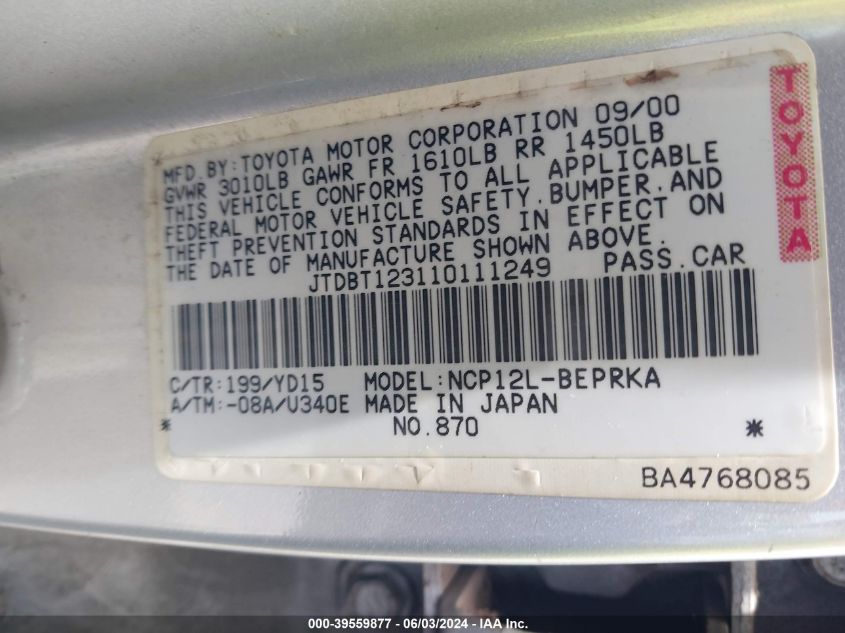 MFD.BY:TOYOTA MOTOR CORPORATION 09/00
GVWR 3010LB GAWR FR 1610LB RR 1450LB
THIS VEHICLE CONFORMS TO ALL APPLICABLE
FEDERAL MOTOR VEHICLE SAFETY,BUMPER,AND
THEFT PREVENTION STANDARDS IN EFFECT ON
THE DATE OF MANUFACTURE SHOWN ABOVE.
JTDBT123110111249 PASS.CAR
TOYOTA
C/TR:199/YD15 MODEL:NCP12L-BEPRKA
A/TM:-08A/U340E MADE IN JAPAN
* NO.870 *
BA4768085
000-39559877 - 06/03/2024 - IAA Inc.